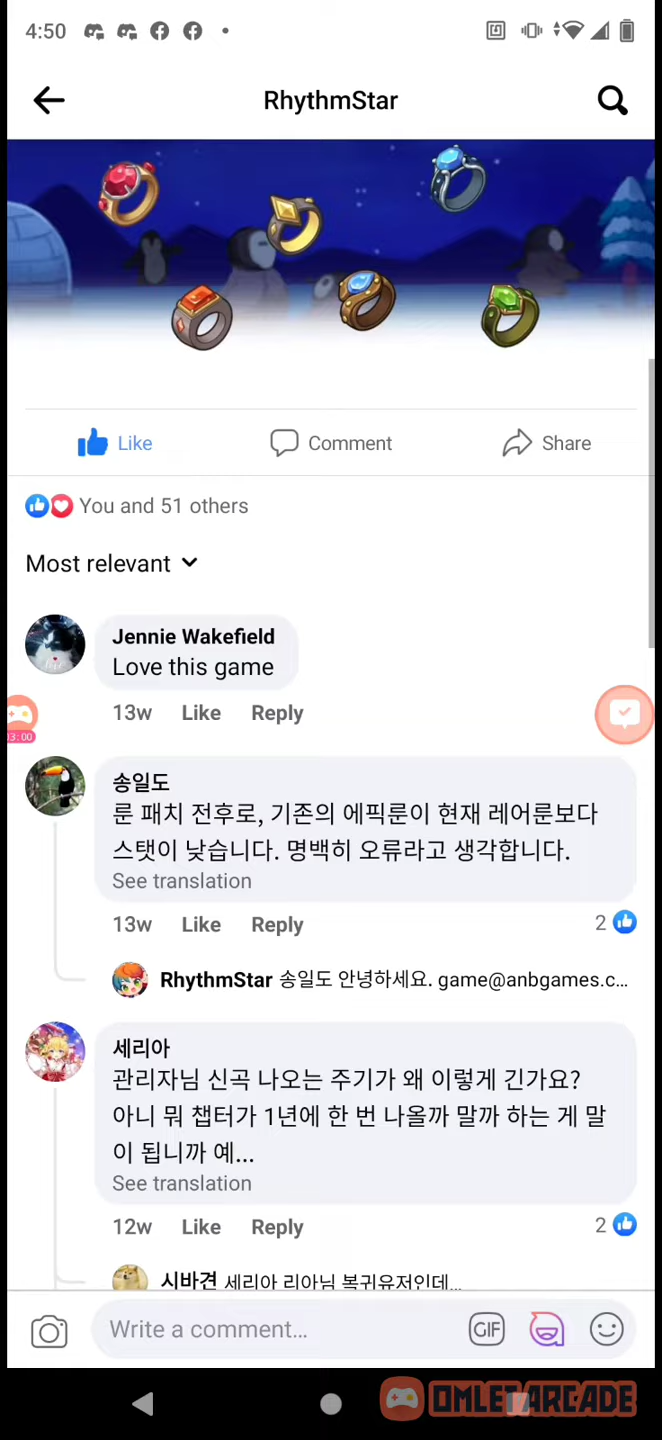 4:50
RhythmStar
Like
Comment
Share
You and 51 others
Most relevant
Jennie Wakefield
Love this game
13w Like Reply
03:00
송일도
룬 패치 전후로, 기존의 에픽룬이 현재 레어룬보다
스탯이 낮습니다. 명백히 오류라고 생각합니다.
See translation
13w Like Reply 2
RhythmStar 송일도 안녕하세요. game@anbgames.c...
세리아
관리자님 신곡 나오는 주기가 왜 이렇게 긴가요?
아니 뭐 챕터가 1년에 한 번 나올까 말까 하는 게 말
이 됩니까 예...
See translation
12w Like Reply 2
시바견 세리아 리아님 복귀유저인데...
Write a comment...
GIF
OMLET ARCADE